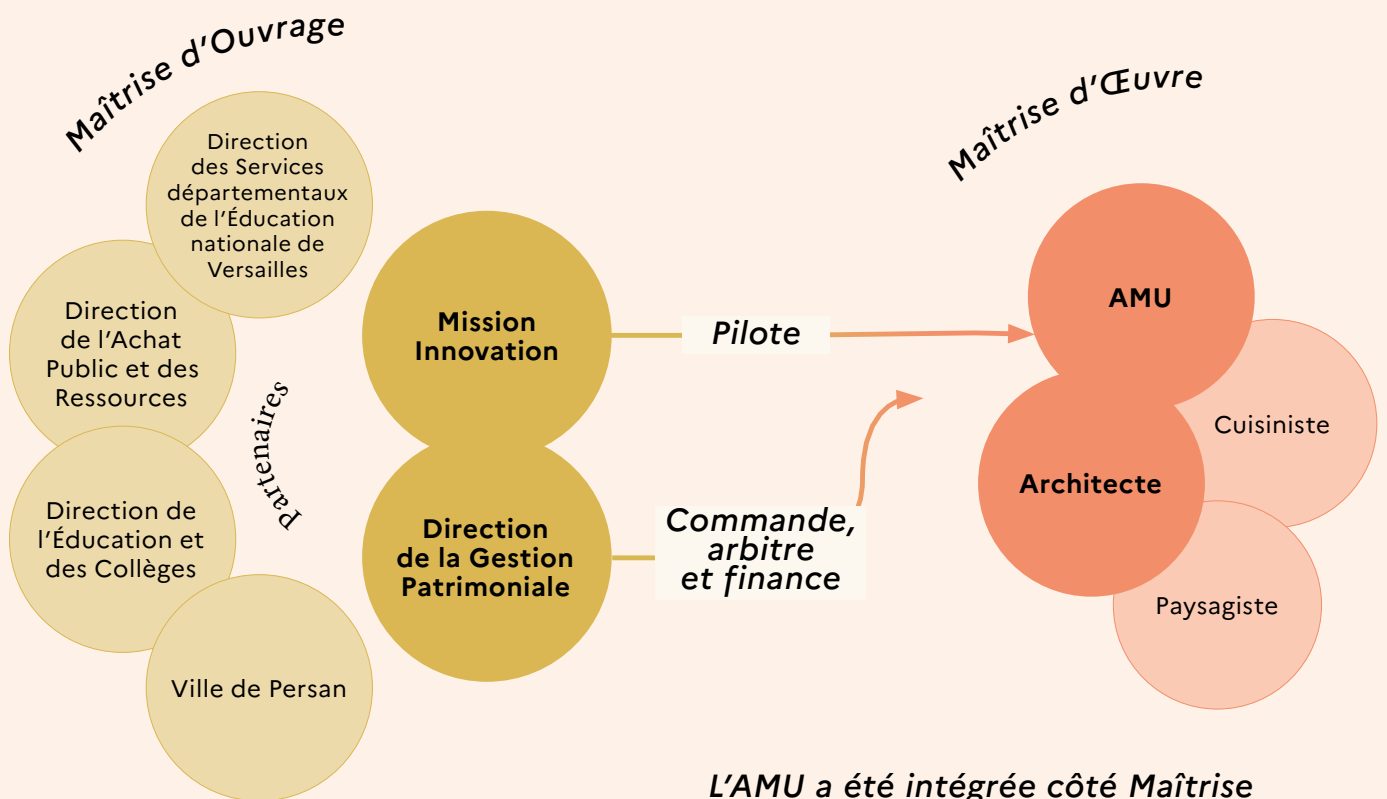 Maîtrise d'Ouvrage
Direction
des Services
départementaux
de l'Éducation
nationale de
Versailles
Direction
de l'Achat
Public et des
Ressources
Direction de
l'Éducation et
des Collèges
Ville de Persan
Partenaires
Mission
Innovation
Direction
de la Gestion
Patrimoniale
Pilote
Commande,
arbitre
et finance
Maîtrise d'Œuvre
AMU
Architecte
Cuisiniste
Paysagiste
L'AMU a été intégrée côté Maîtrise